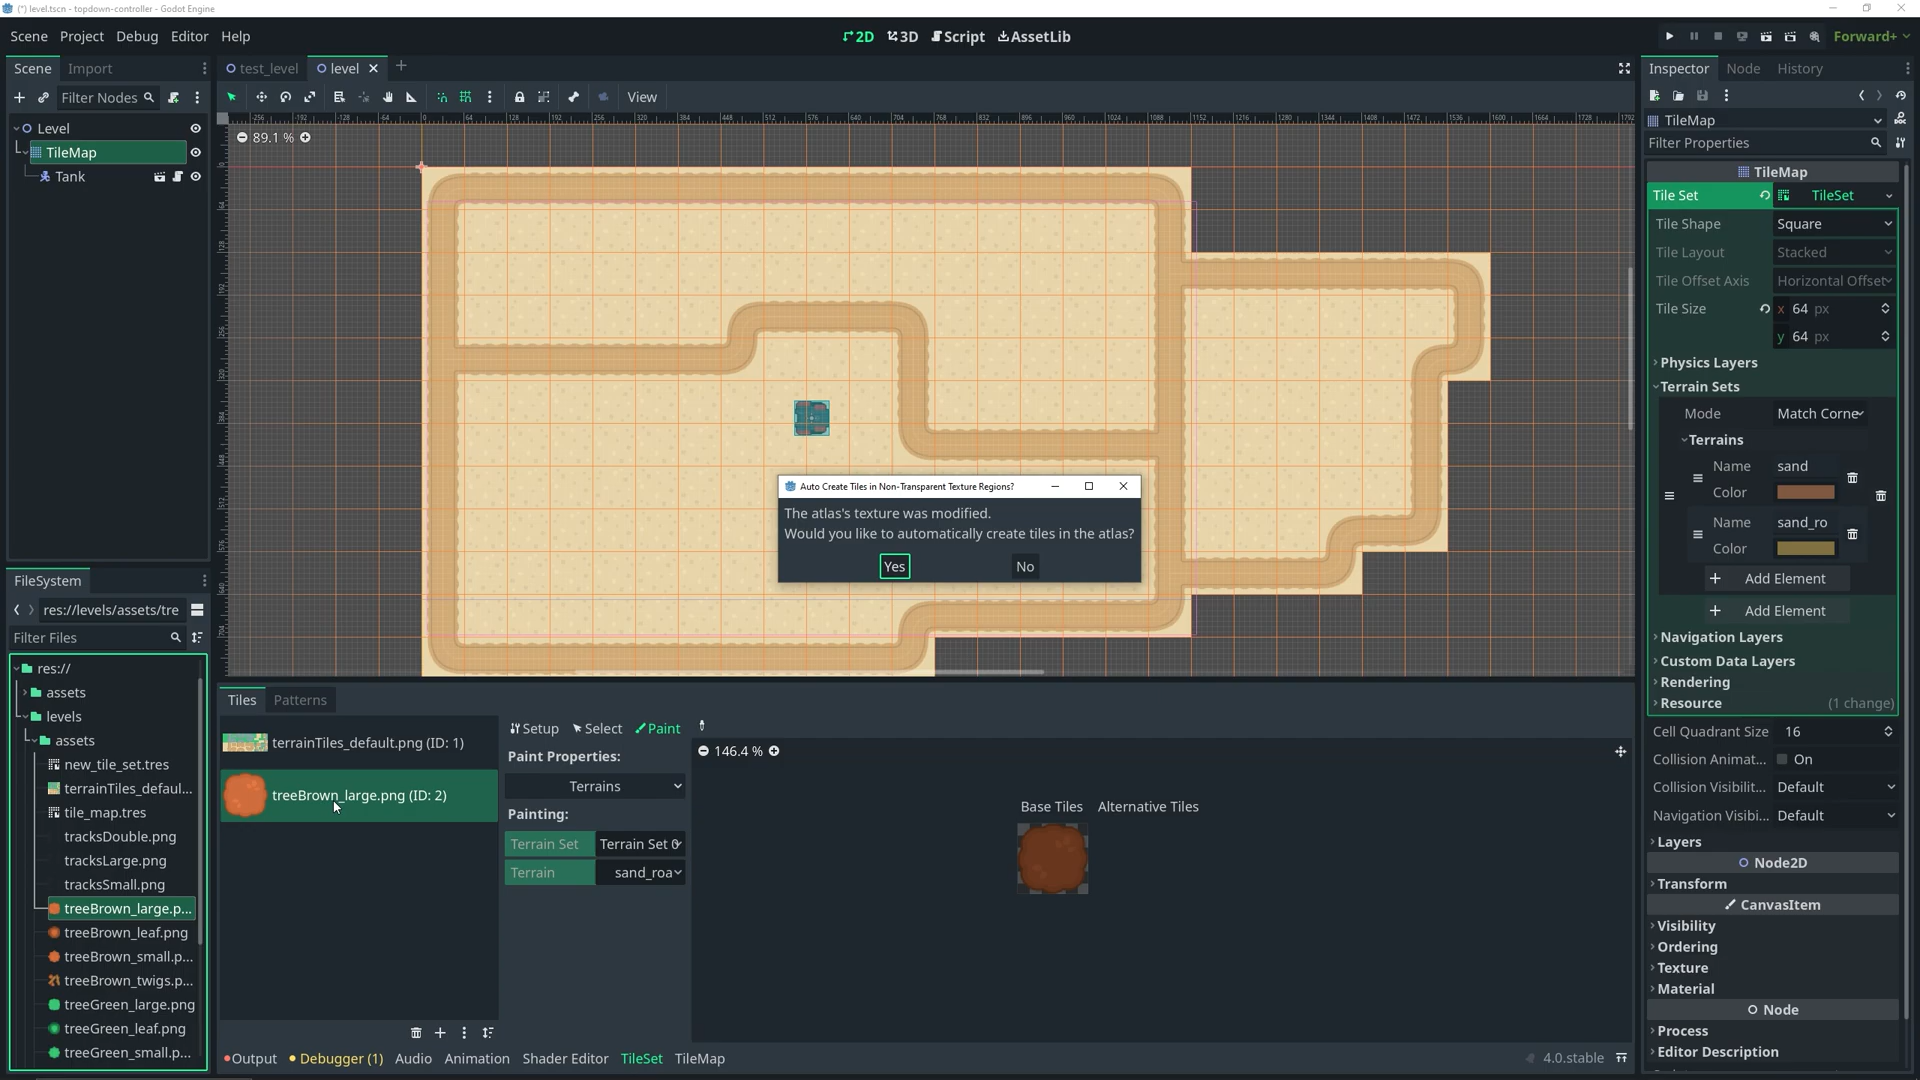 (*) level.tscn - topdown-controller - Godot Engine
Scene Project Debug Editor Help
2D 3D Script AssetLib
Forward+
Scene Import
Filter Nodes
Level
TileMap
Tank
FileSystem
res://levels/assets/tre
Filter Files
res://
assets
levels
assets
new_tile_set.tres
terrainTiles_defaul...
tile_map.tres
tracksDouble.png
tracksLarge.png
tracksSmall.png
treeBrown_large.p...
treeBrown_leaf.png
treeBrown_small.p...
treeBrown_twigs.p...
treeGreen_large.png
treeGreen_leaf.png
treeGreen_small.p...
test_level level
View
89.1 %
Auto Create Tiles in Non-Transparent Texture Regions?
The atlas's texture was modified.
Would you like to automatically create tiles in the atlas?
Yes No
Tiles Patterns
terrainTiles_default.png (ID: 1)
treeBrown_large.png (ID: 2)
Setup Select Paint
Paint Properties:
Terrains
Painting:
Terrain Set Terrain Set 0
Terrain sand_roa
146.4 %
Base Tiles Alternative Tiles
Output Debugger (1) Audio Animation Shader Editor TileSet TileMap
4.0.stable
Inspector Node History
TileMap
Filter Properties
TileMap
Tile Set TileSet
Tile Shape Square
Tile Layout Stacked
Tile Offset Axis Horizontal Offset
Tile Size x 64 px
y 64 px
Physics Layers
Terrain Sets
Mode Match Corne
Terrains
Name sand
Color
Name sand_ro
Color
Add Element
Add Element
Navigation Layers
Custom Data Layers
Rendering
Resource (1 change)
Cell Quadrant Size 16
Collision Animat... On
Collision Visibilit... Default
Navigation Visibi... Default
Layers
Node2D
Transform
CanvasItem
Visibility
Ordering
Texture
Material
Node
Process
Editor Description